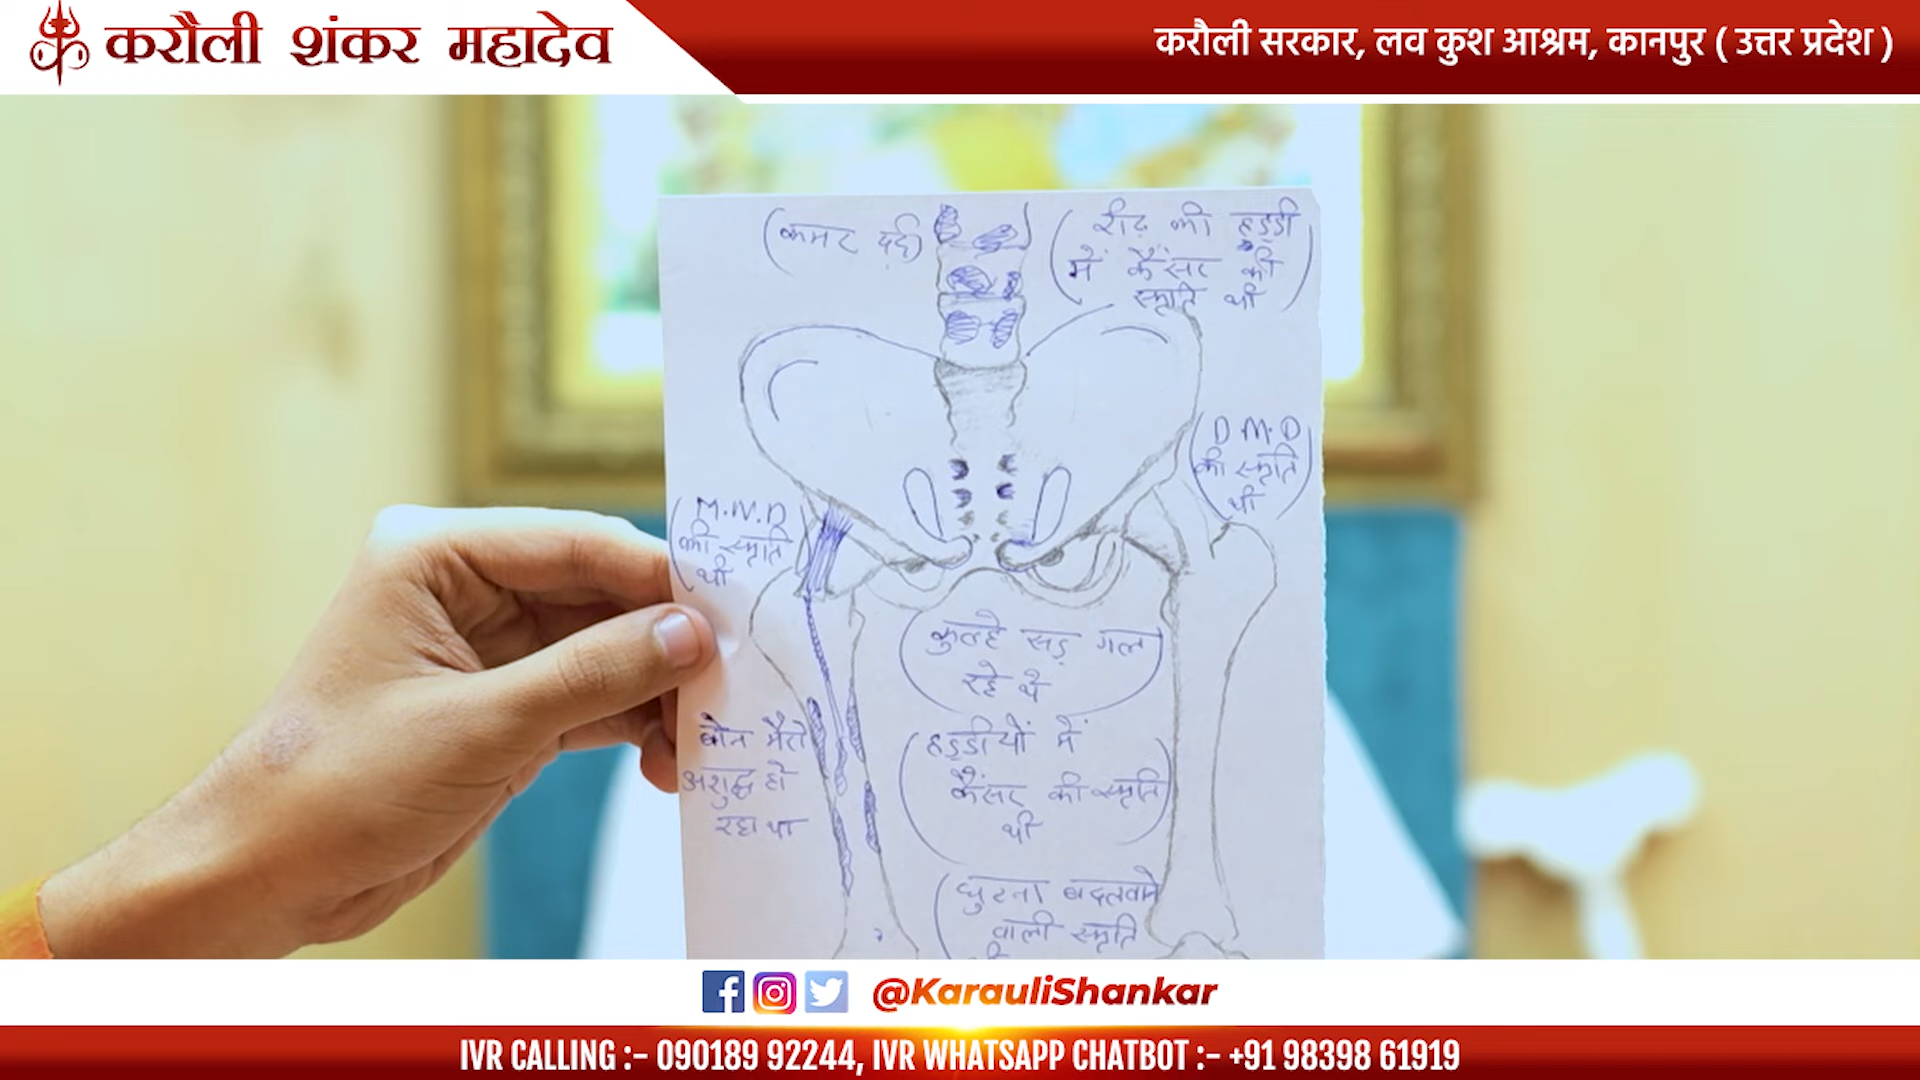 करौली शंकर महादेव
करौली सरकार, लव कुश आश्रम, कानपुर ( उत्तर प्रदेश )
(कमर दर्द)
(रीढ़ की हड्डी
में कैंसर की
स्मृति थी)
(D M.D
की स्मृति
थी)
(M.N.D
की स्मृति
थी
(कुल्हे सड़ गल
रहे थे)
बोन मैरो
अशुद्ध हो
रहा था
(हड्डीयों में
कैंसर की स्मृति
थी)
(घुटना बदलवाने
वाली स्मृति
@KarauliShankar
IVR CALLING :- 090189 92244, IVR WHATSAPP CHATBOT :- +91 98398 61919